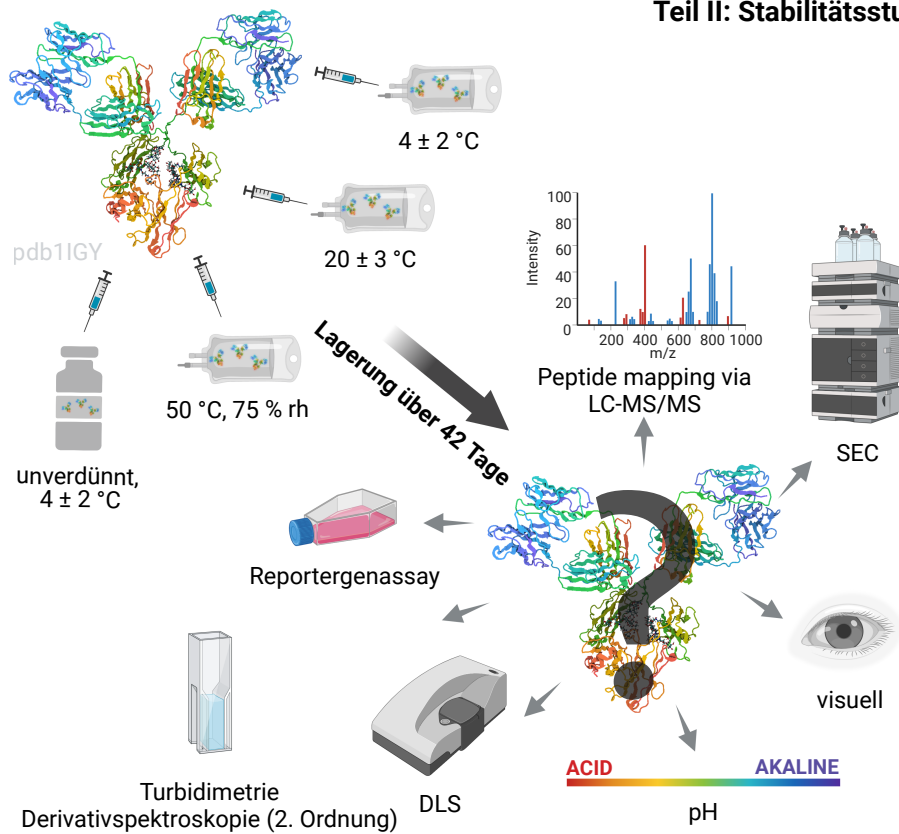 Teil II: Stabilitätsstu
4 ± 2 °C
20 ± 3 °C
pdb1IGY
50 °C, 75 % rh
unverdünnt,
4 ± 2 °C
Lagerung über 42 Tage
Intensity
100
80
60
40
20
0
200 400 600 800 1000
m/z
Peptide mapping via
LC-MS/MS
SEC
Reportergenassay
visuell
Turbidimetrie
Derivativspektroskopie (2. Ordnung)
DLS
ACID AKALINE
pH